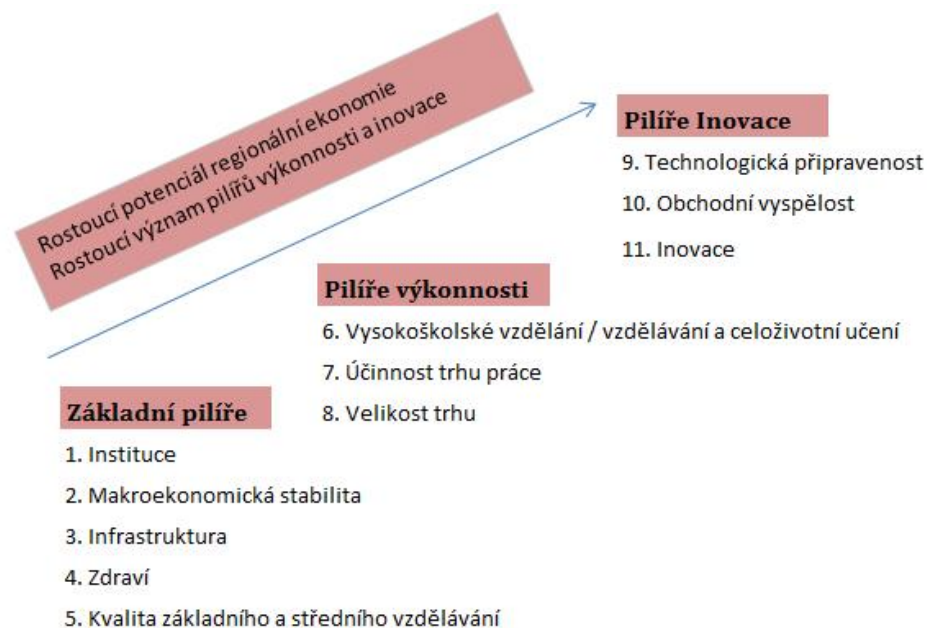 Rostoucí potenciál regionální ekonomie
Rostoucí význam pilířů výkonnosti a inovace
Pilíře Inovace
9. Technologická připravenost
10. Obchodní vyspělost
11. Inovace
Pilíře výkonnosti
6. Vysokoškolské vzdělání / vzdělávání a celoživotní učení
7. Účinnost trhu práce
8. Velikost trhu
Základní pilíře
1. Instituce
2. Makroekonomická stabilita
3. Infrastruktura
4. Zdraví
5. Kvalita základního a středního vzdělávání